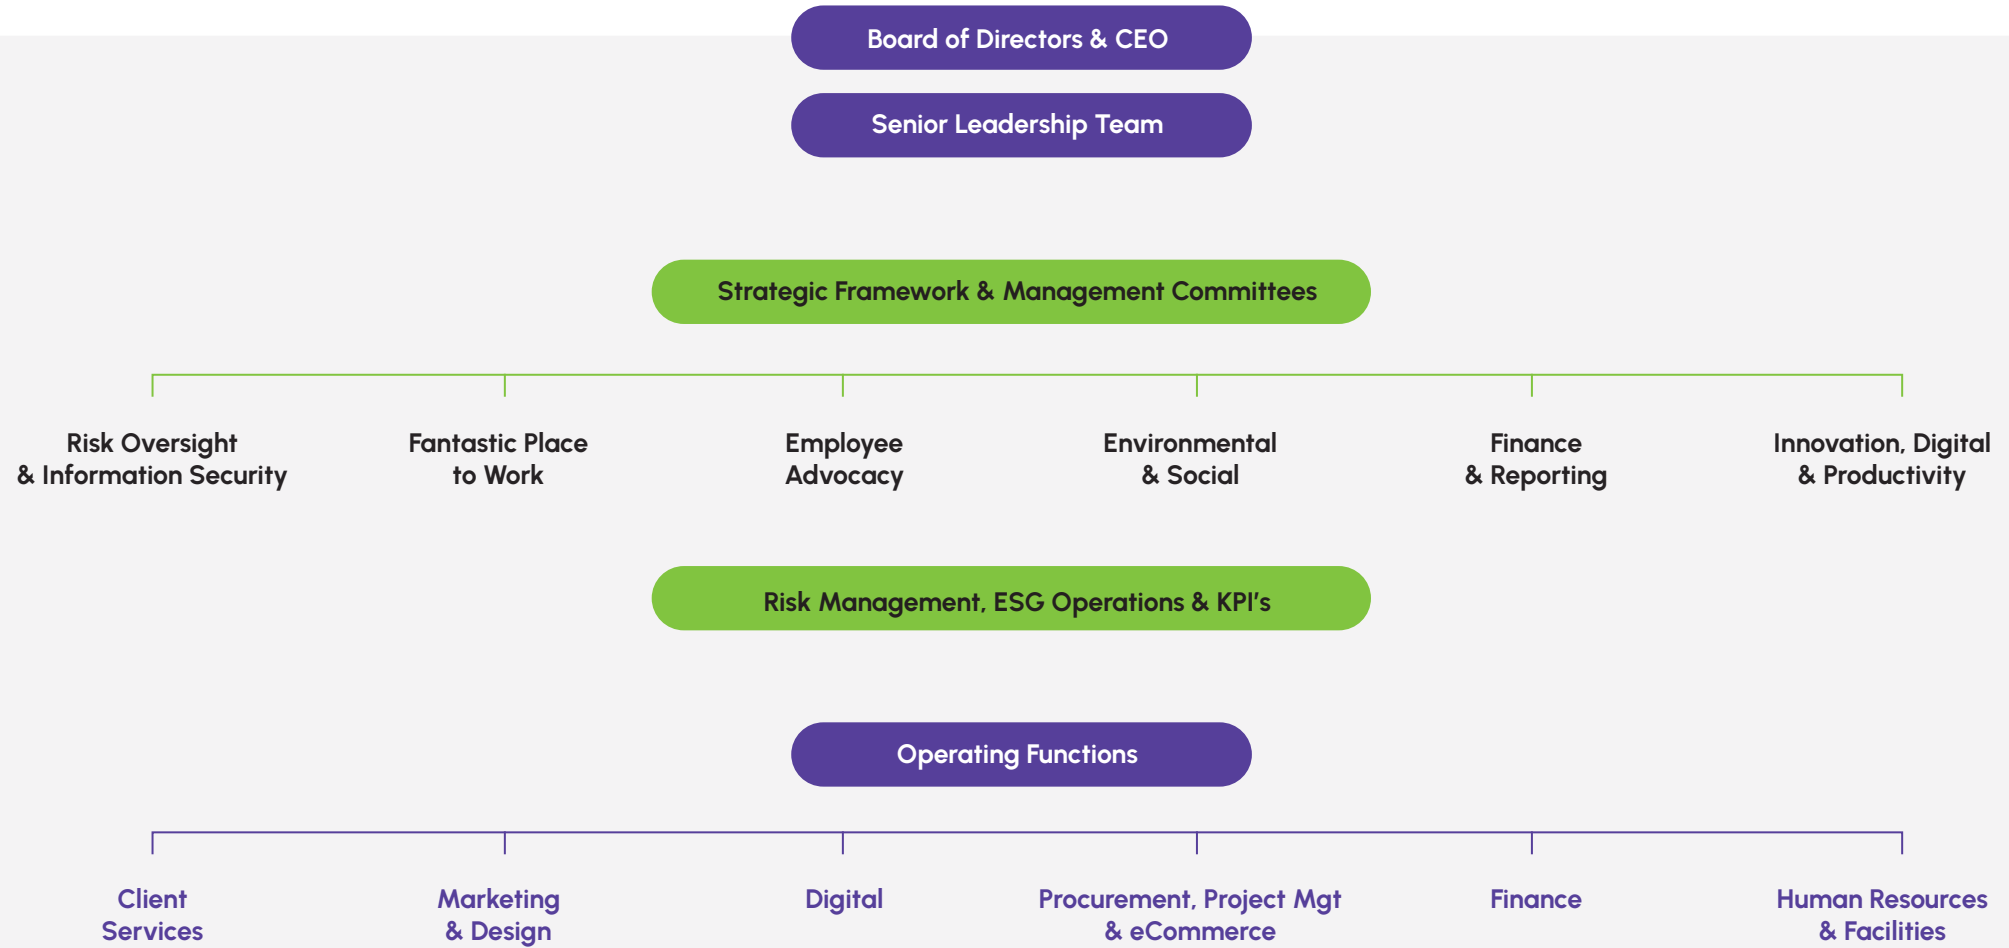 Board of Directors & CEO
Senior Leadership Team
Strategic Framework & Management Committees
Risk Oversight
& Information Security
Fantastic Place
to Work
Employee
Advocacy
Environmental
& Social
Finance
& Reporting
Innovation, Digital
& Productivity
Risk Management, ESG Operations & KPI’s
Operating Functions
Client
Services
Marketing
& Design
Digital
Procurement, Project Mgt
& eCommerce
Finance
Human Resources
& Facilities